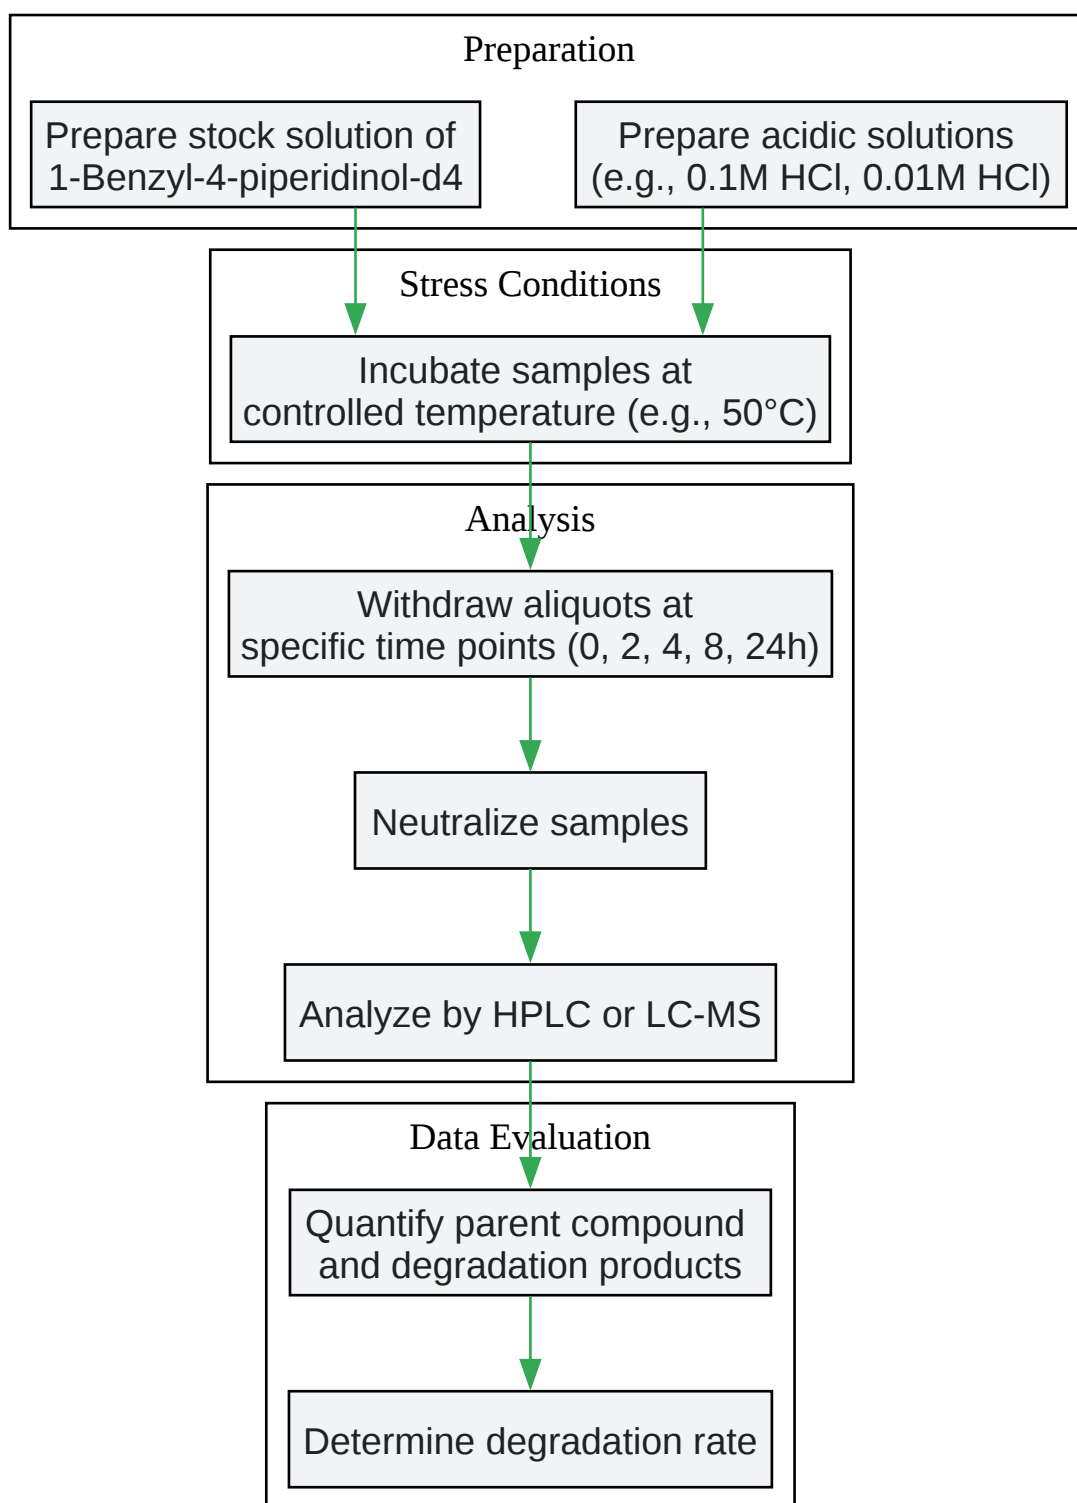 Preparation
Prepare stock solution of
1-Benzyl-4-piperidinol-d4
Prepare acidic solutions
(e.g., 0.1M HCl, 0.01M HCl)
Stress Conditions
Incubate samples at
controlled temperature (e.g., 50°C)
Analysis
Withdraw aliquots at
specific time points (0, 2, 4, 8, 24h)
Neutralize samples
Analyze by HPLC or LC-MS
Data Evaluation
Quantify parent compound
and degradation products
Determine degradation rate